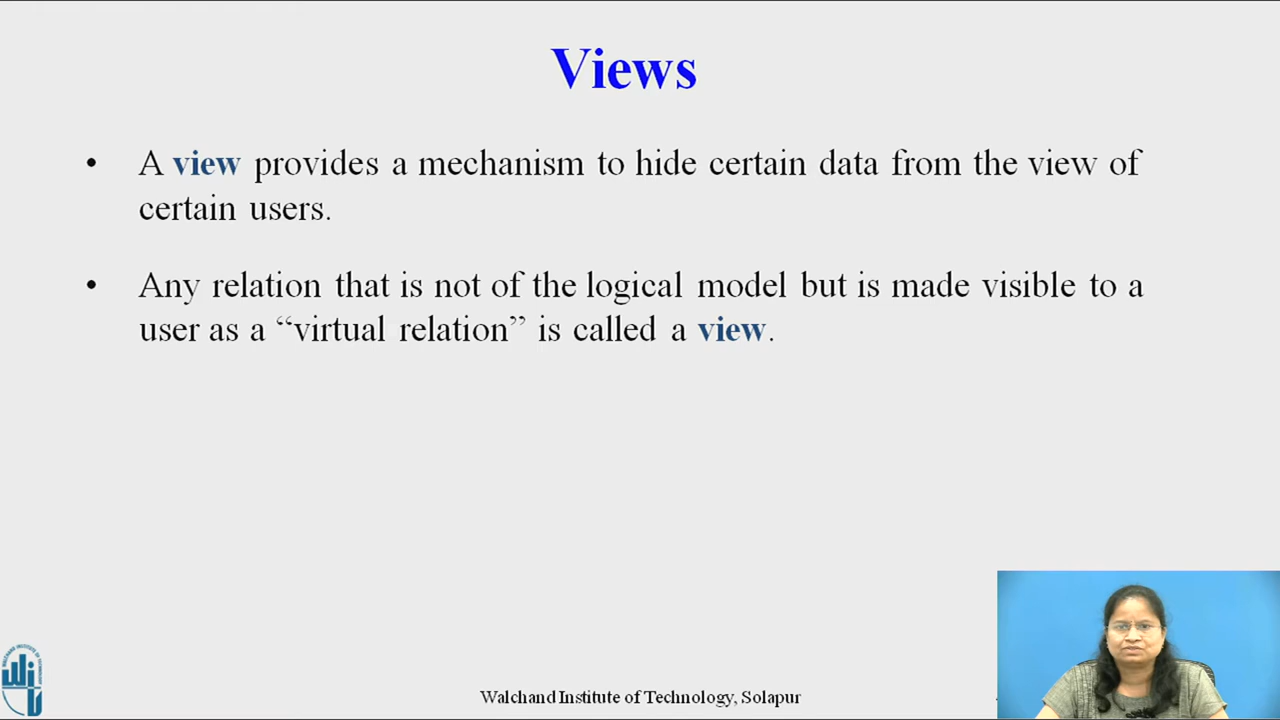 Views
• A view provides a mechanism to hide certain data from the view of
certain users.
• Any relation that is not of the logical model but is made visible to a
user as a “virtual relation” is called a view.
Walchand Institute of Technology, Solapur